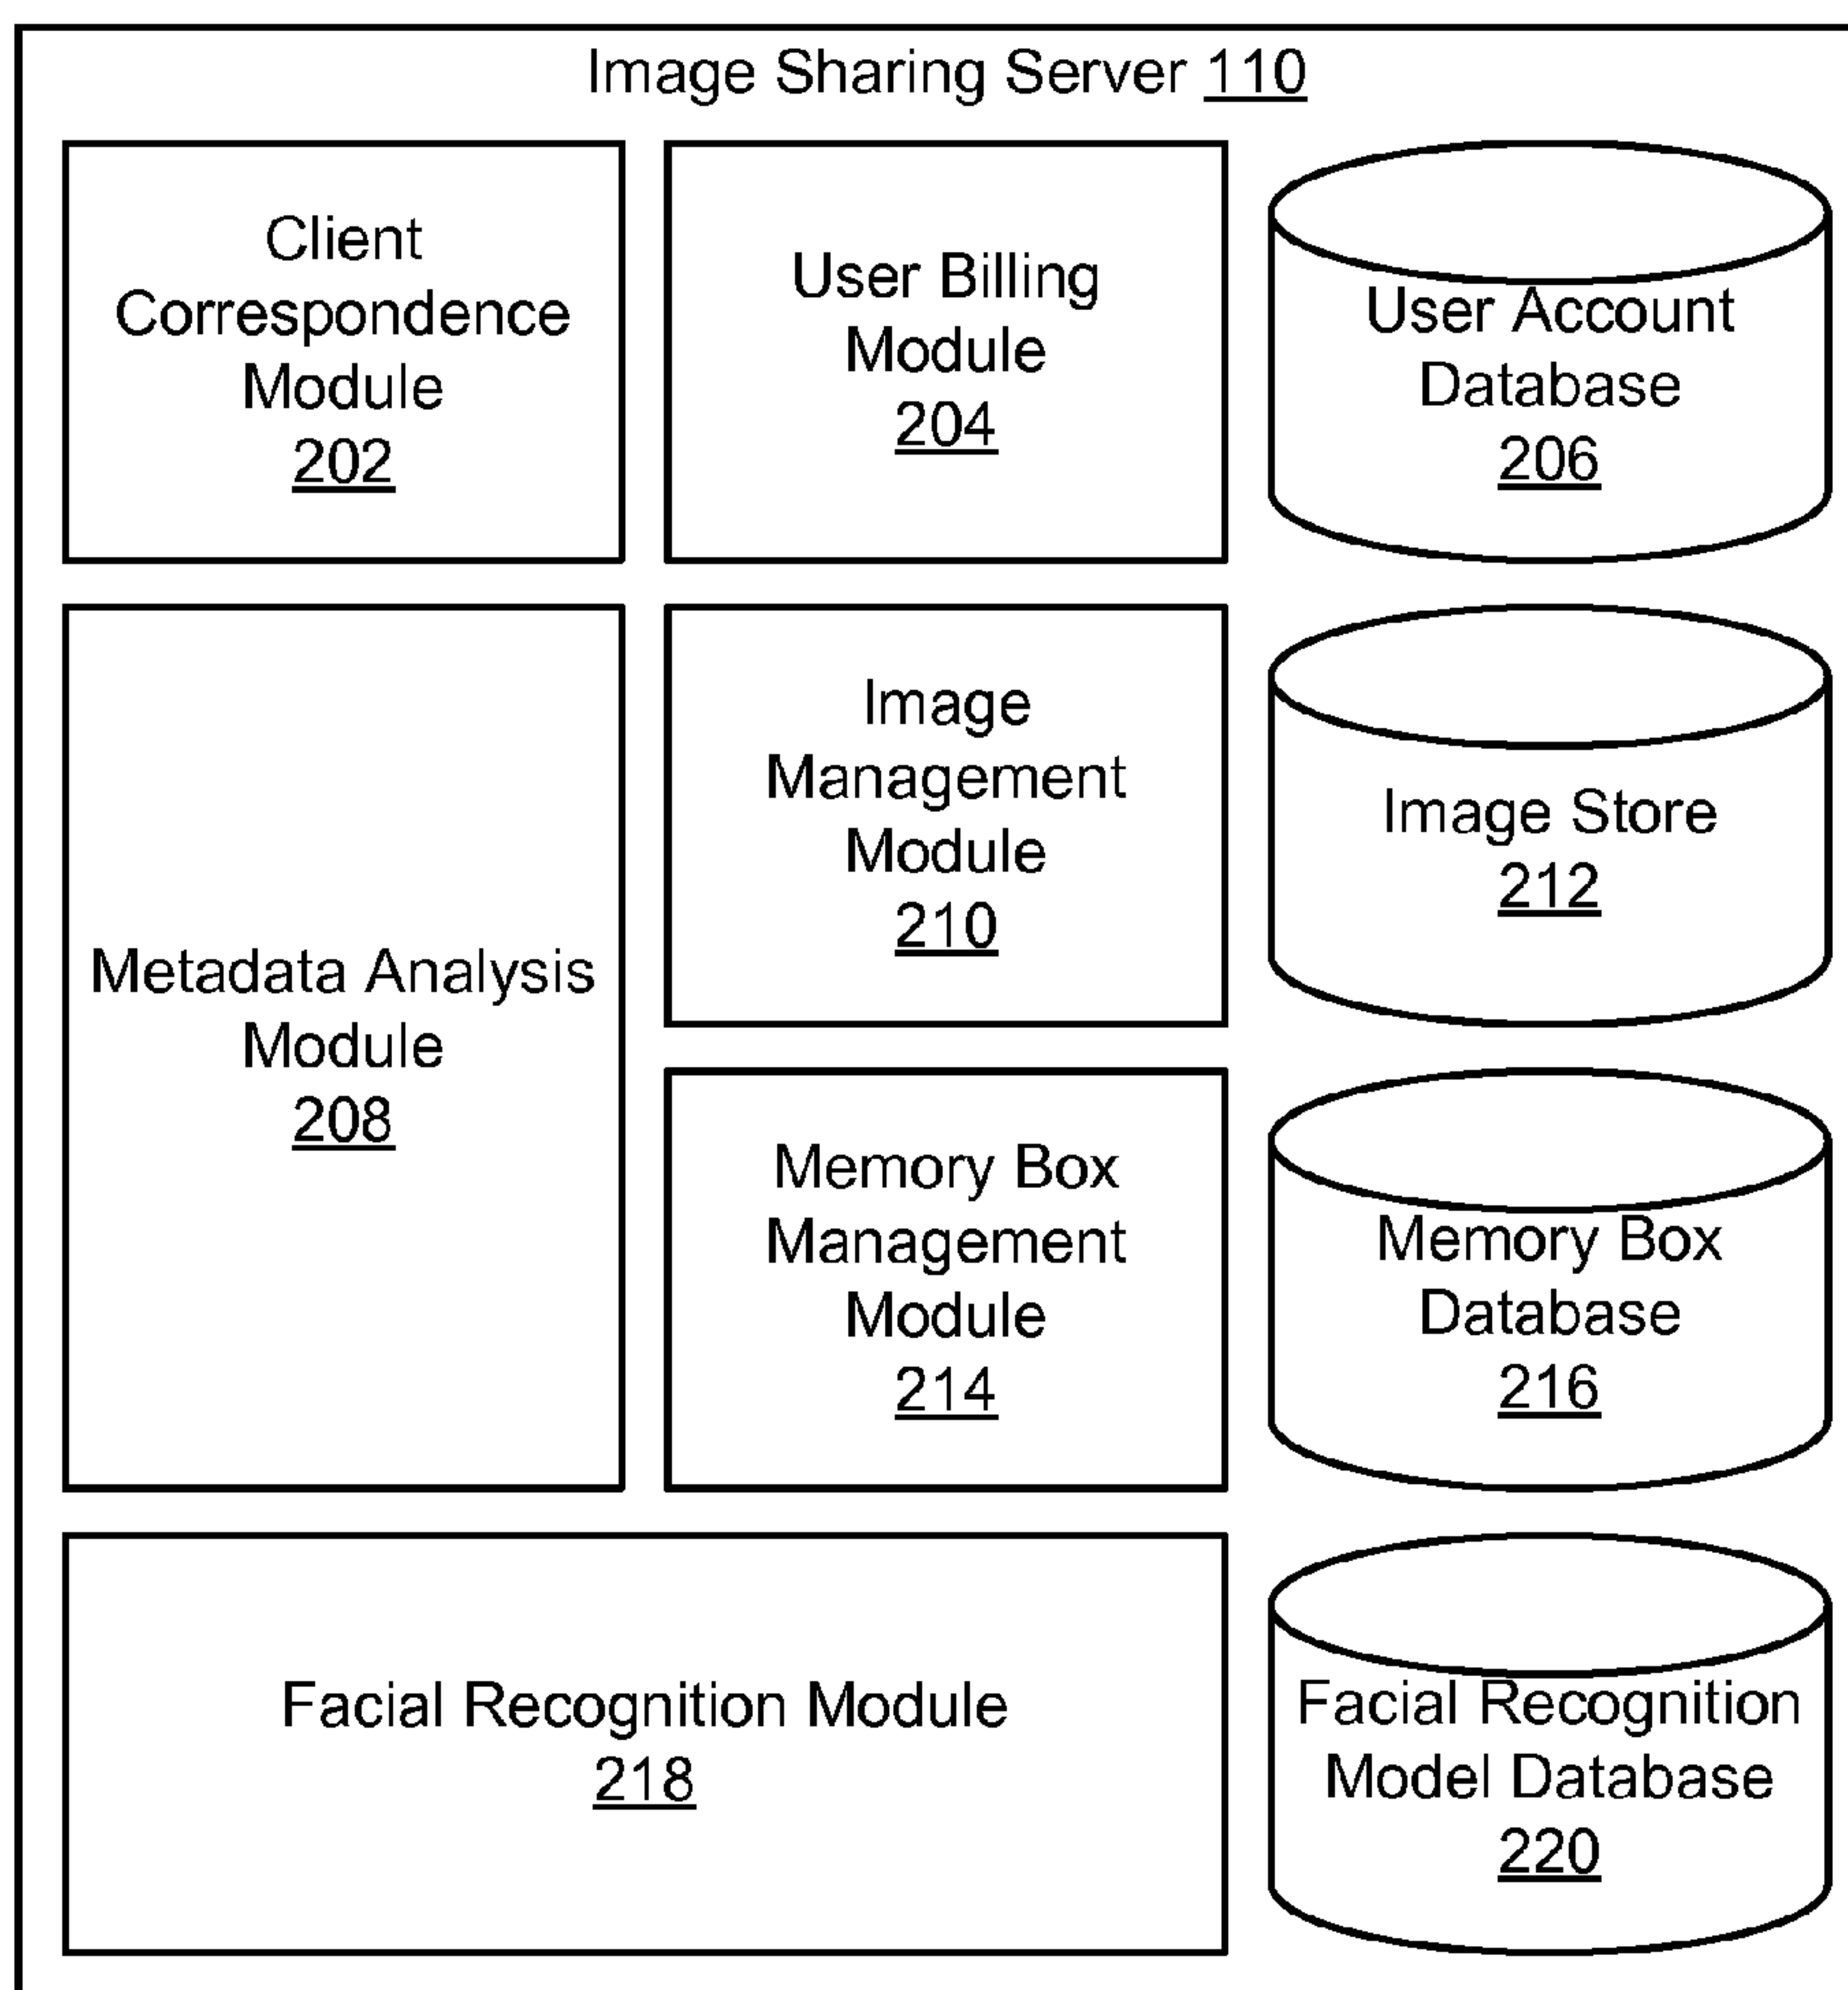 Image Sharing Server 110
Client
Correspondence
Module
202
User Billing
Module
204
User Account
Database
206
Metadata Analysis
Module
208
Image
Management
Module
210
Image Store
212
Memory Box
Management
Module
214
Memory Box
Database
216
Facial Recognition Module
218
Facial Recognition
Model Database
220